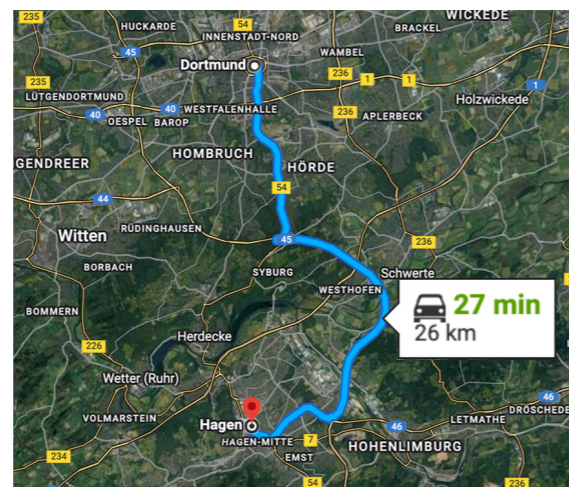 235
HUCKARDE
54
WICKEDE
INNENSTADT-NORD
BRACKEL
45
WAMBEL
Dortmund
236
1
1
235
1
LÜTGENDORTMUND
40
WESTFALENHALLE
Holzwickede
40
OESPEL
BAROP
236
APLERBECK
GENDREER
HOMBRUCH
HÖRDE
54
44
RÜDINGHAUSEN
Witten
45
236
BORBACH
SYBURG
Schwerte
WESTHOFEN
27 min
26 km
BOMMERN
Herdecke
226
Wetter (Ruhr)
46
VOLMARSTEIN
DRÖSCHEDE
Hagen
46
LETMATHE
HAGEN-MITTE
7
HOHENLIMBURG
234
EMST
54
236